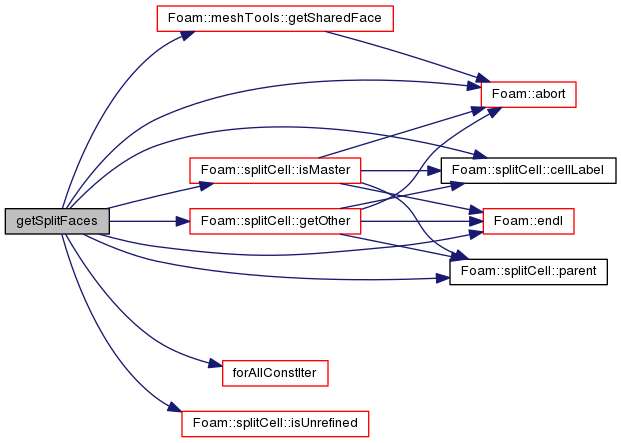 Foam::meshTools::getSharedFace
Foam::abort
Foam::splitCell::isMaster
Foam::splitCell::cellLabel
getSplitFaces
Foam::splitCell::getOther
Foam::endl
Foam::splitCell::parent
forAllConstIter
Foam::splitCell::isUnrefined